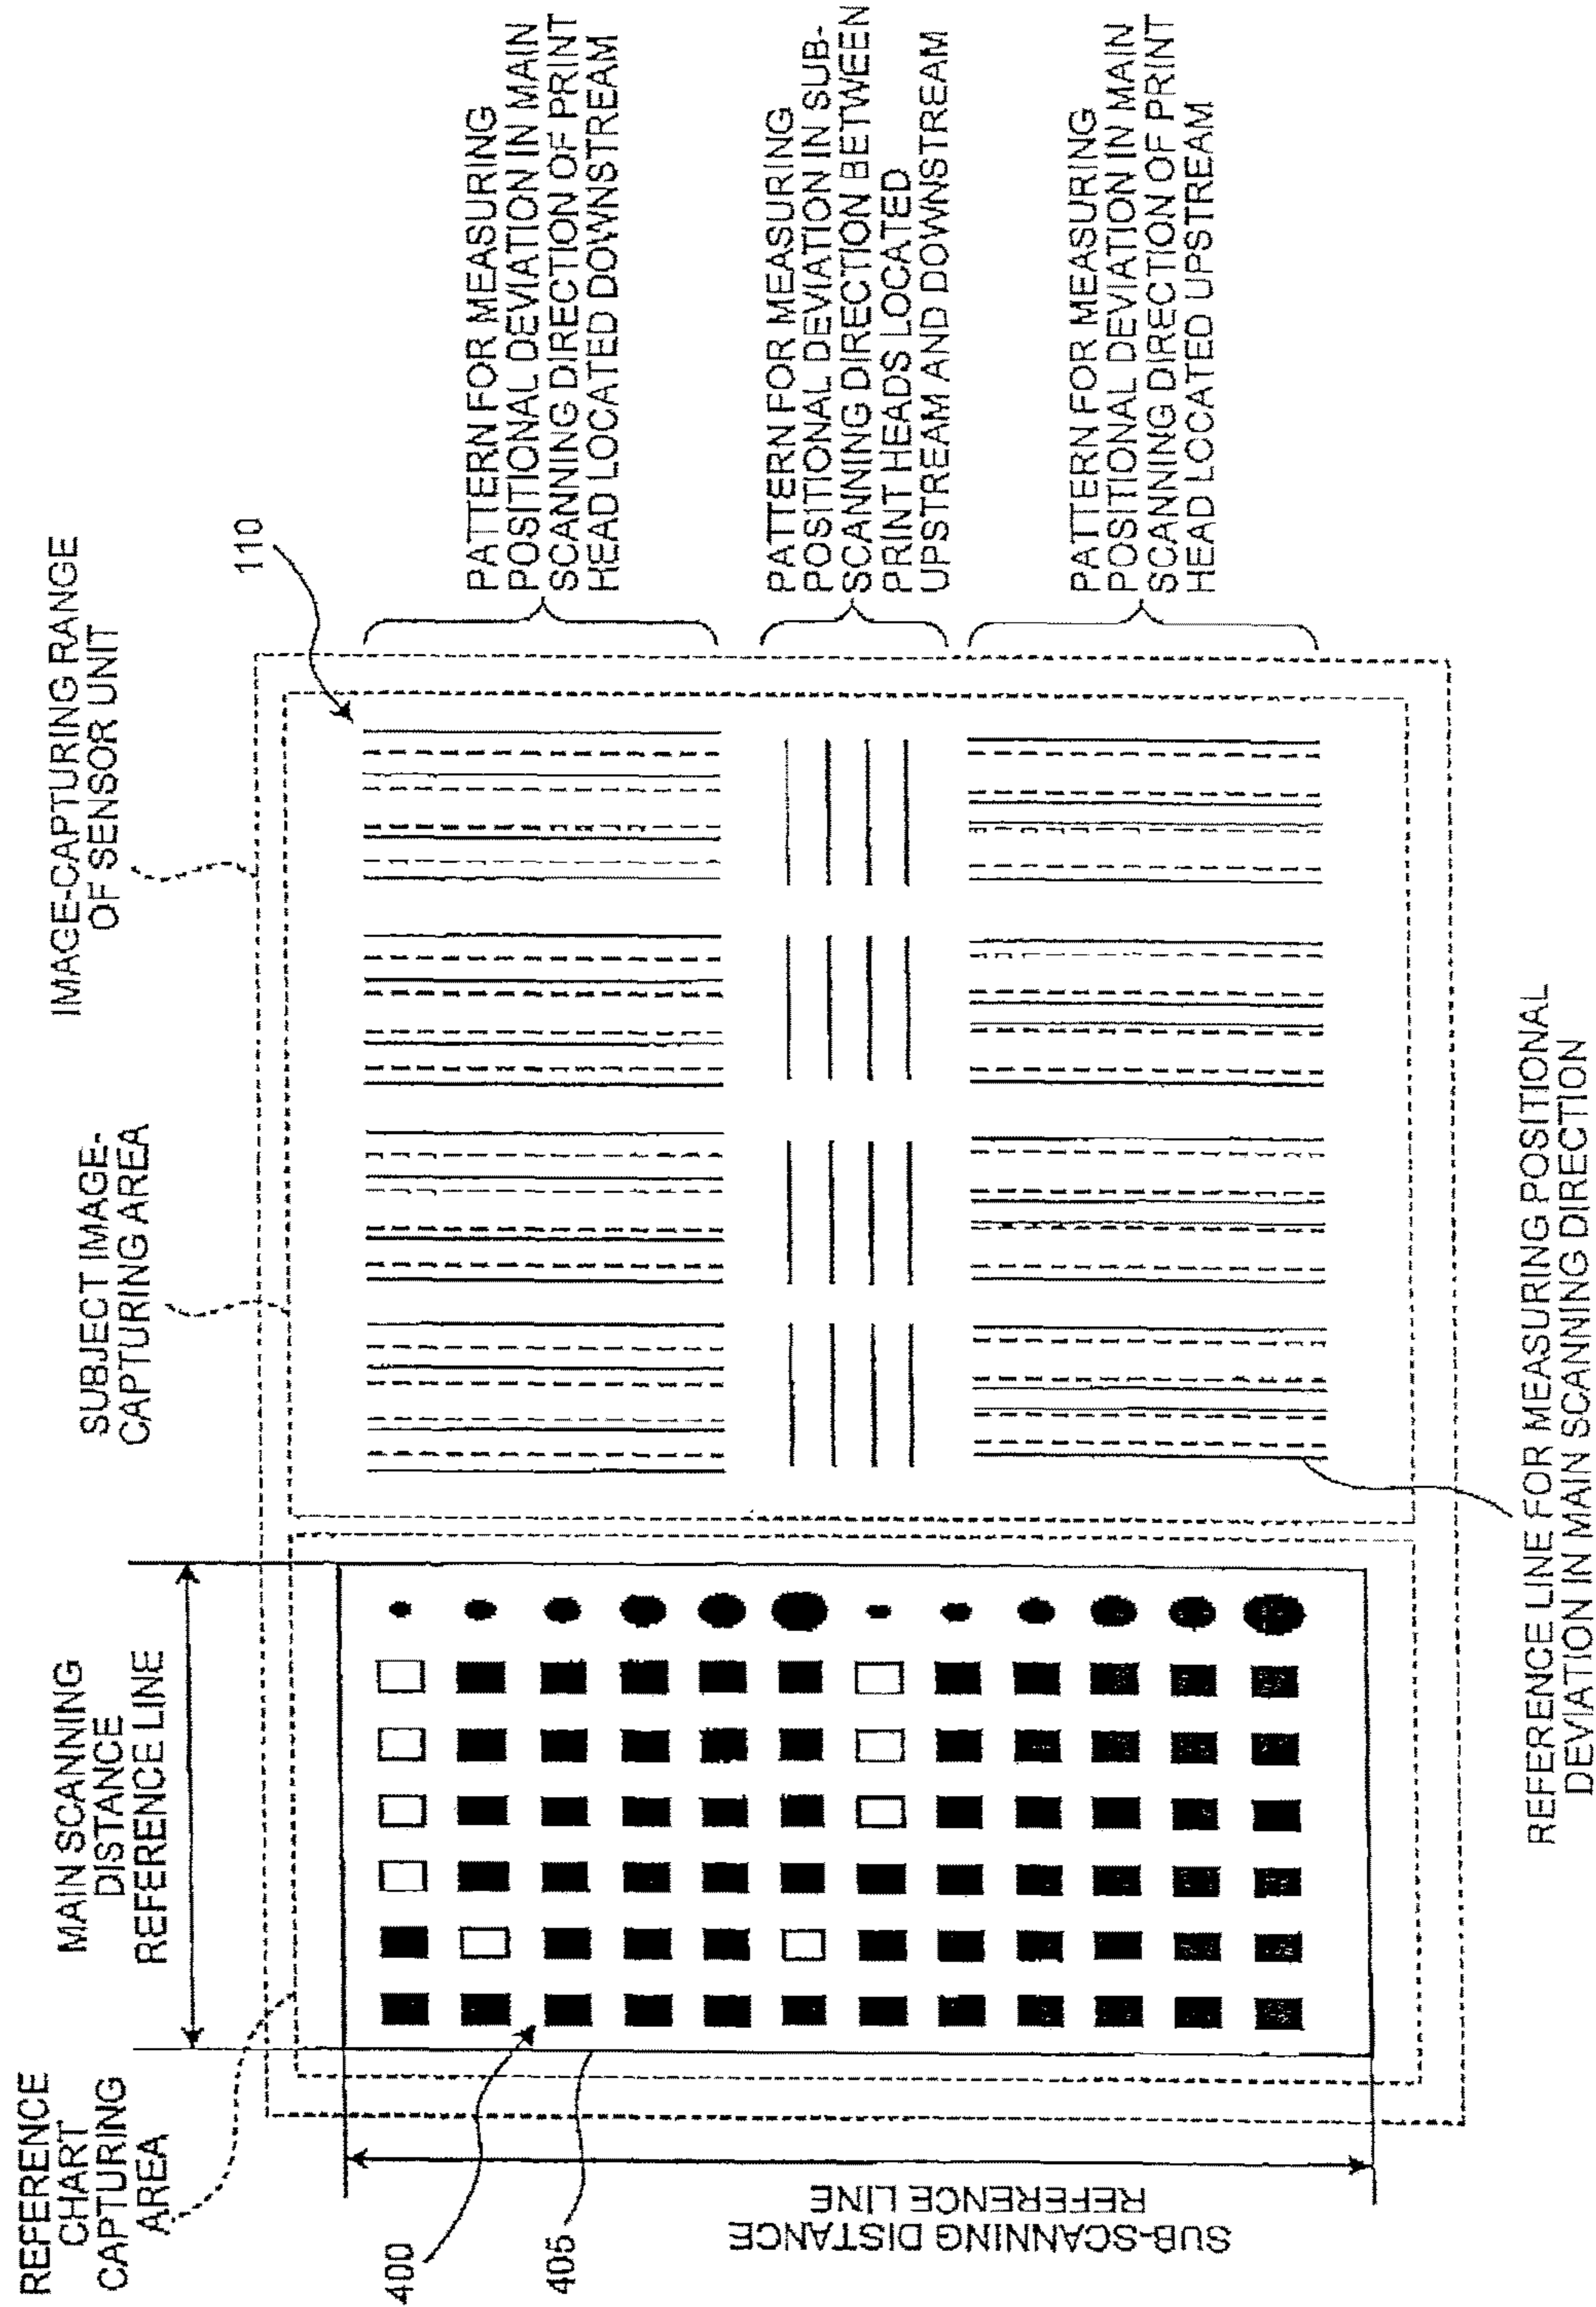 REFERENCE
CHART
CAPTURING
AREA
MAIN SCANNING
DISTANCE
REFERENCE LINE
SUBJECT IMAGE-
CAPTURING AREA
IMAGE-CAPTURING RANGE
OF SENSOR UNIT
110
PATTERN FOR MEASURING
POSITIONAL DEVIATION IN MAIN
SCANNING DIRECTION OF PRINT
HEAD LOCATED DOWNSTREAM
PATTERN FOR MEASURING
POSITIONAL DEVIATION IN SUB-
SCANNING DIRECTION BETWEEN
PRINT HEADS LOCATED
UPSTREAM AND DOWNSTREAM
PATTERN FOR MEASURING
POSITIONAL DEVIATION IN MAIN
SCANNING DIRECTION OF PRINT
HEAD LOCATED UPSTREAM
SUB-SCANNING DISTANCE
REFERENCE LINE
400
405
REFERENCE LINE FOR MEASURING POSITIONAL
DEVIATION IN MAIN SCANNING DIRECTION